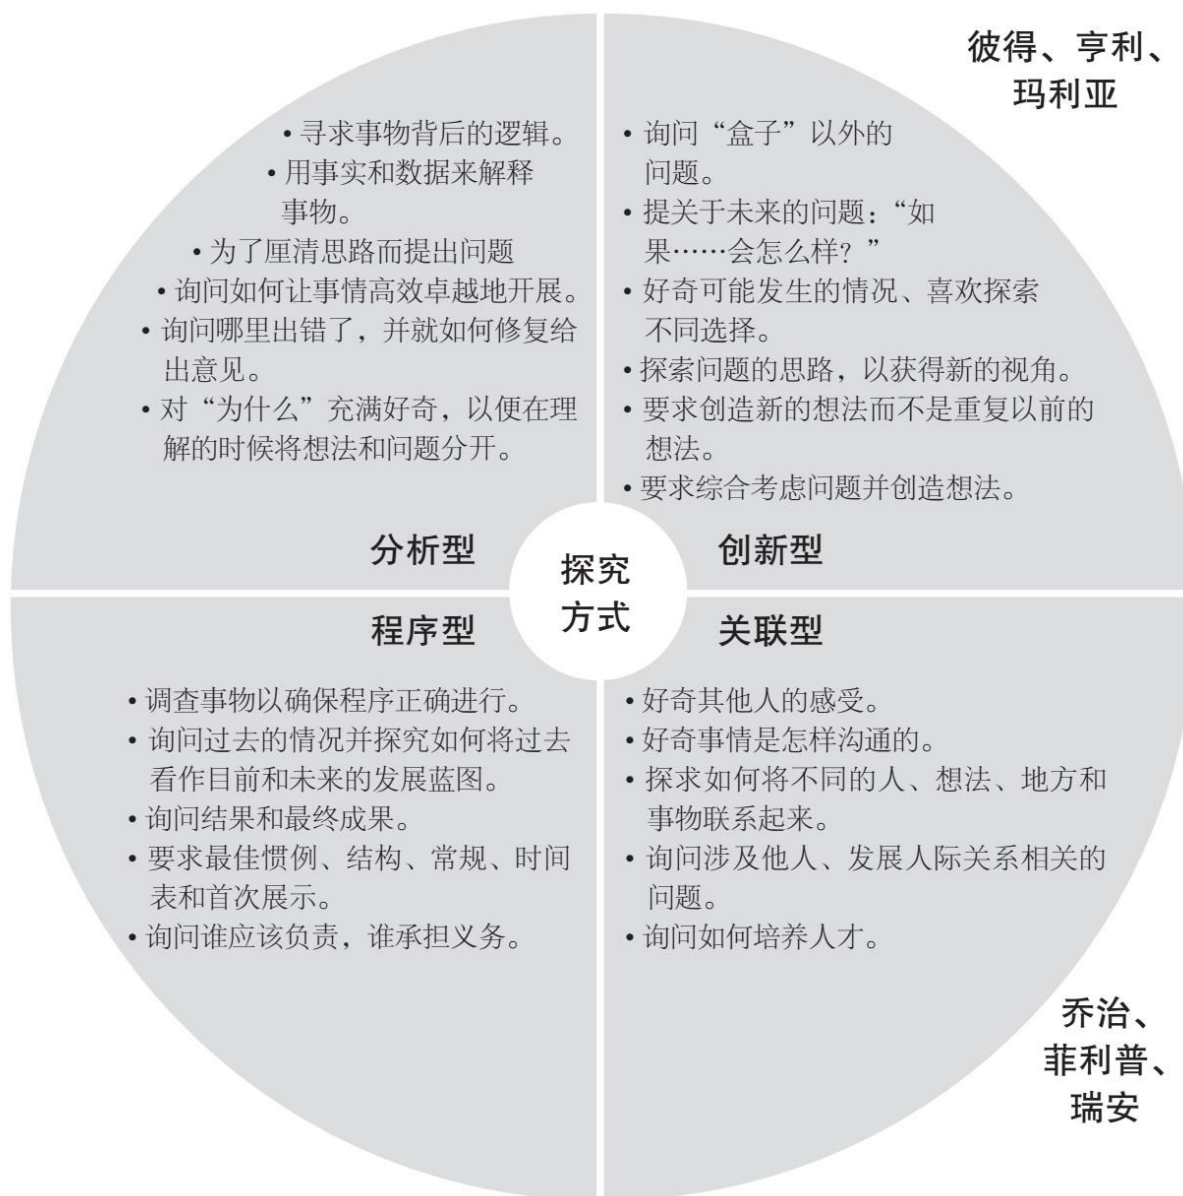 彼得、亨利、
玛利亚
• 寻求事物背后的逻辑。
• 用事实和数据来解释
事物。
• 为了厘清思路而提出问题
• 询问如何让事情高效卓越地开展。
• 询问哪里出错了，并就如何修复给
出意见。
• 对“为什么”充满好奇，以便在理
解的时候将想法和问题分开。
分析型
• 询问“盒子”以外的
问题。
• 提关于未来的问题：“如
果……会怎么样？”
• 好奇可能发生的情况、喜欢探索
不同选择。
• 探索问题的思路，以获得新的视角。
• 要求创造新的想法而不是重复以前的
想法。
• 要求综合考虑问题并创造想法。
创新型
探究
方式
程序型
• 调查事物以确保程序正确进行。
• 询问过去的情况并探究如何将过去
看作目前和未来的发展蓝图。
• 询问结果和最终成果。
• 要求最佳惯例、结构、常规、时间
表和首次展示。
• 询问谁应该负责，谁承担义务。
关联型
• 好奇其他人的感受。
• 好奇事情是怎样沟通的。
• 探求如何将不同的人、想法、地方和
事物联系起来。
• 询问涉及他人、发展人际关系相关的
问题。
• 询问如何培养人才。
乔治、
菲利普、
瑞安